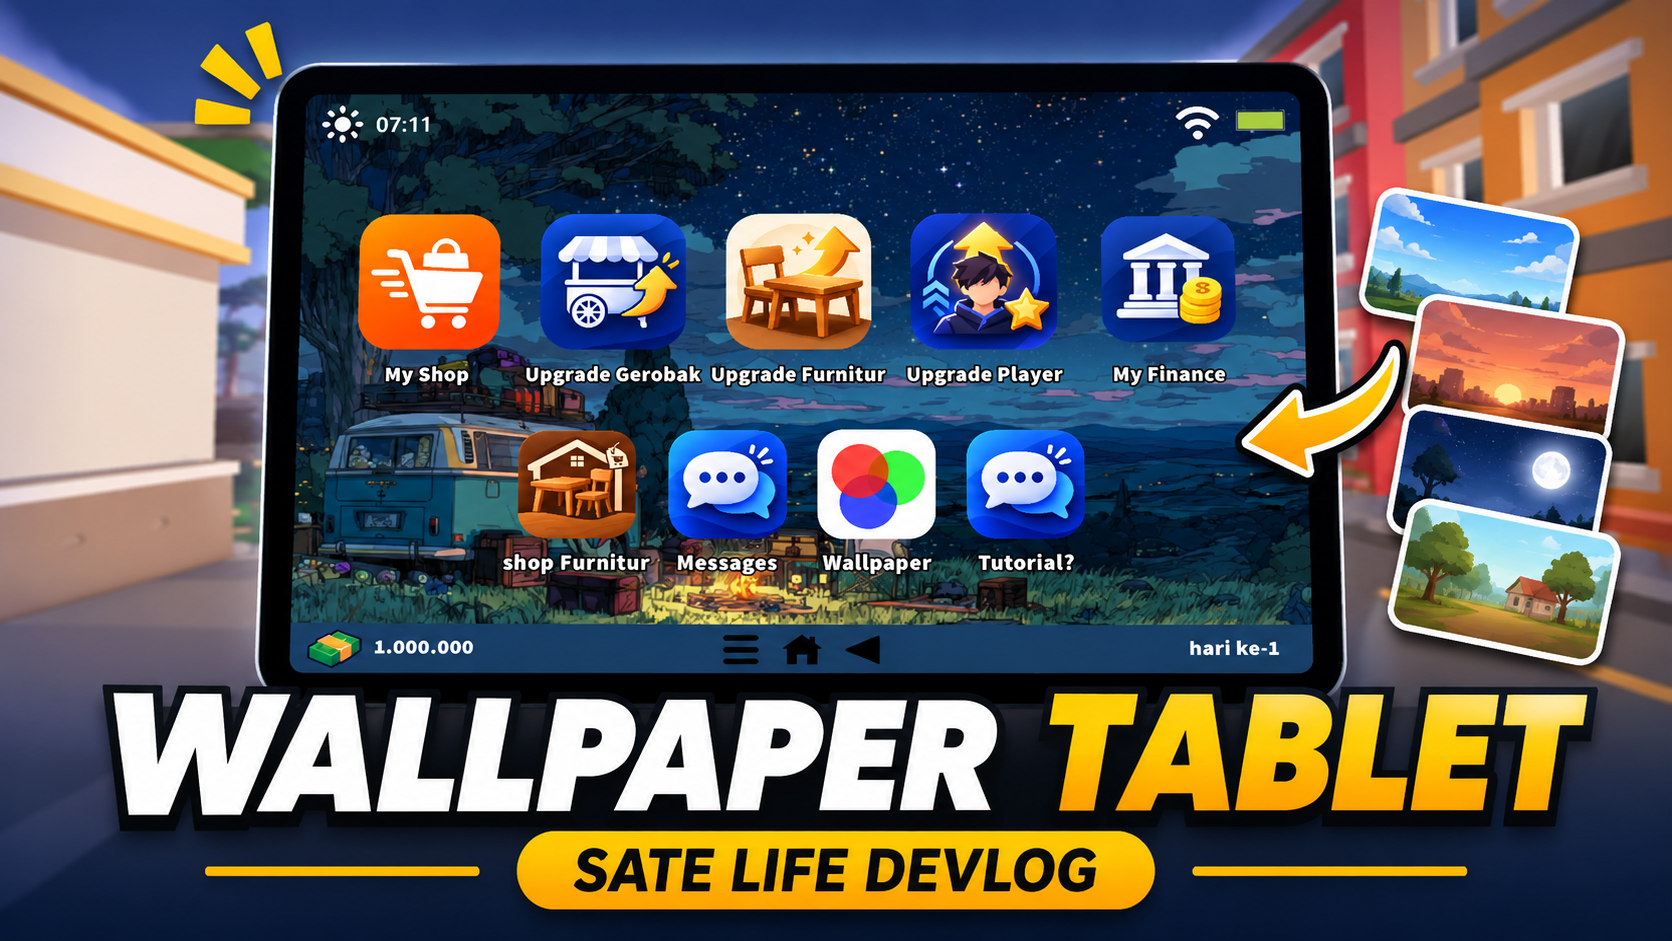 07:11
My Shop
Upgrade Gerobak
Upgrade Furnitur
Upgrade Player
My Finance
8
shop Furnitur
Messages
Wallpaper
Tutorial?
1.000.000
hari ke-1
WALLPAPER TABLET
SATE LIFE DEVLOG